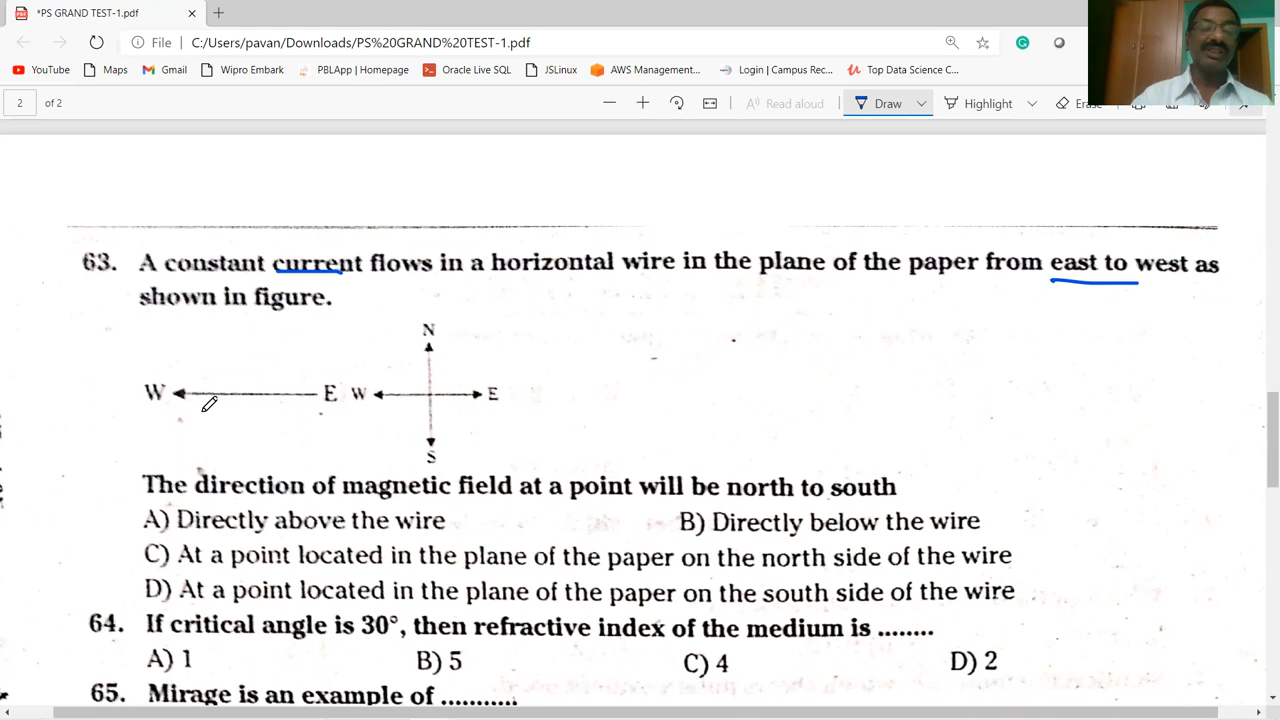 *PS GRAND TEST-1.pdf
File C:/Users/pavan/Downloads/PS%20GRAND%20TEST-1.pdf
YouTube Maps Gmail Wipro Embark PBLApp | Homepage Oracle Live SQL JSLinux AWS Management... Login | Campus Rec... Top Data Science C...
2 of 2 Read aloud Draw Highlight
63. A constant current flows in a horizontal wire in the plane of the paper from east to west as
shown in figure.
N
W E W E
S
The direction of magnetic field at a point will be north to south
A) Directly above the wire B) Directly below the wire
C) At a point located in the plane of the paper on the north side of the wire
D) At a point located in the plane of the paper on the south side of the wire
64. If critical angle is 30°, then refractive index of the medium is ........
A) 1 B) 5 C) 4 D) 2
65. Mirage is an example of ...........